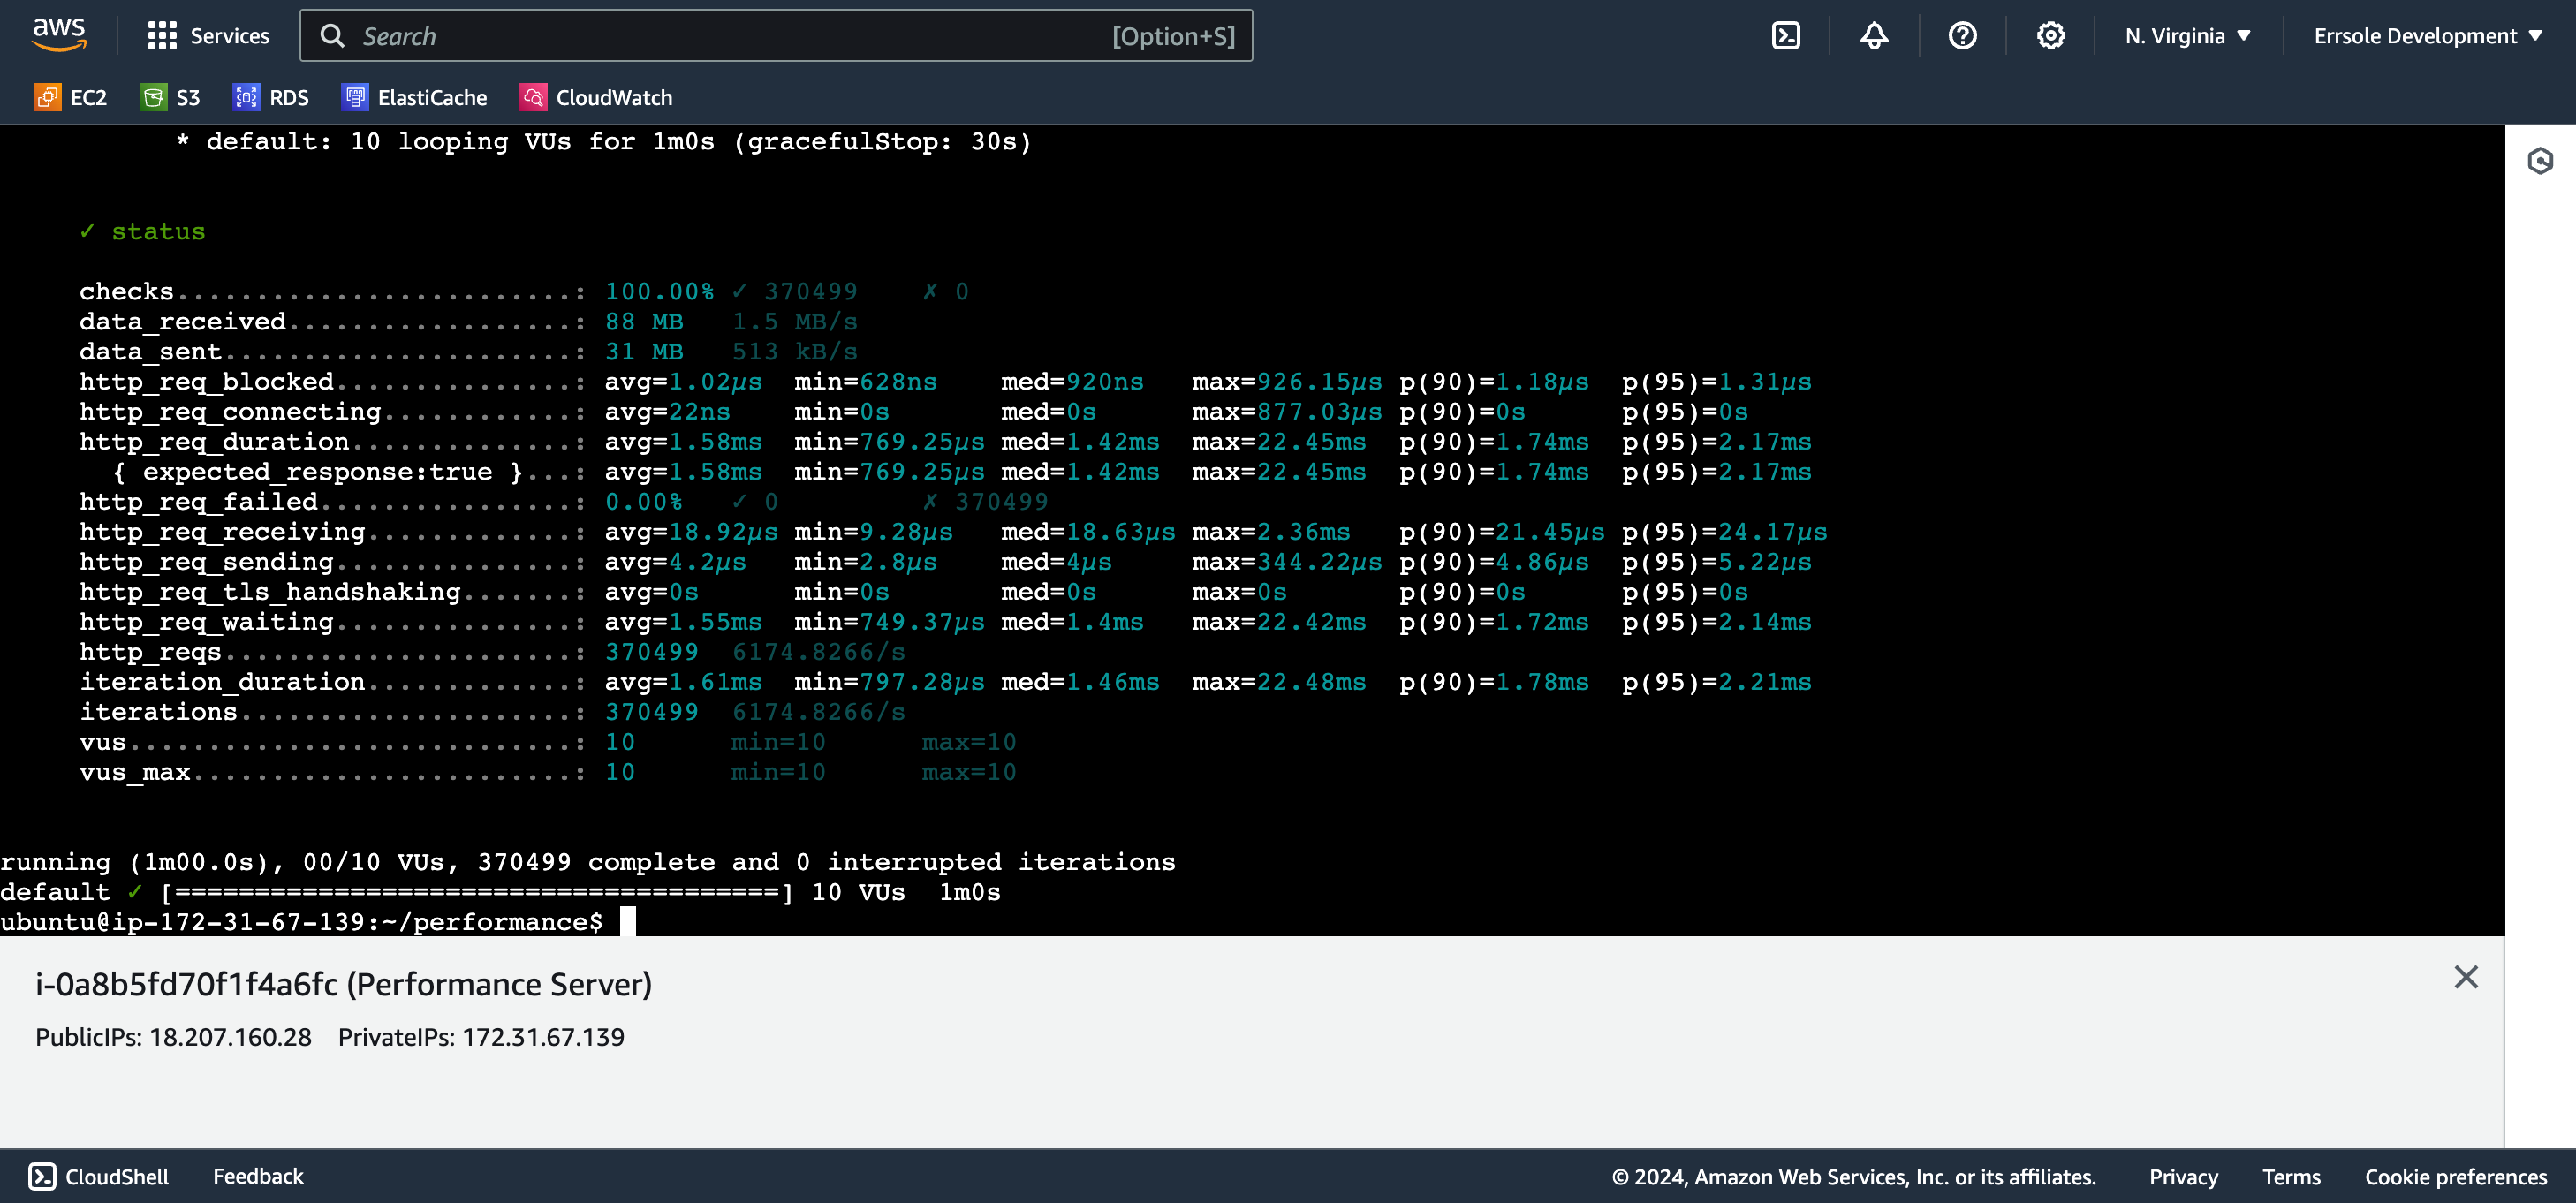 aws Services Search [Option+S] N. Virginia ▼ Errsole Development ▼
EC2 S3 RDS ElastiCache CloudWatch
* default: 10 looping VUs for 1m0s (gracefulStop: 30s)
✓ status
checks.........................: 100.00% ✓ 370499 ✗ 0
data_received..................: 88 MB 1.5 MB/s
data_sent......................: 31 MB 513 kB/s
http_req_blocked...............: avg=1.02µs min=628ns med=920ns max=926.15µs p(90)=1.18µs p(95)=1.31µs
http_req_connecting............: avg=22ns min=0s med=0s max=877.03µs p(90)=0s p(95)=0s
http_req_duration..............: avg=1.58ms min=769.25µs med=1.42ms max=22.45ms p(90)=1.74ms p(95)=2.17ms
{ expected_response:true }...: avg=1.58ms min=769.25µs med=1.42ms max=22.45ms p(90)=1.74ms p(95)=2.17ms
http_req_failed................: 0.00% ✓ 0 ✗ 370499
http_req_receiving.............: avg=18.92µs min=9.28µs med=18.63µs max=2.36ms p(90)=21.45µs p(95)=24.17µs
http_req_sending...............: avg=4.2µs min=2.8µs med=4µs max=344.22µs p(90)=4.86µs p(95)=5.22µs
http_req_tls_handshaking.......: avg=0s min=0s med=0s max=0s p(90)=0s p(95)=0s
http_req_waiting...............: avg=1.55ms min=749.37µs med=1.4ms max=22.42ms p(90)=1.72ms p(95)=2.14ms
http_reqs......................: 370499 6174.8266/s
iteration_duration.............: avg=1.61ms min=797.28µs med=1.46ms max=22.48ms p(90)=1.78ms p(95)=2.21ms
iterations.....................: 370499 6174.8266/s
vus............................: 10 min=10 max=10
vus_max........................: 10 min=10 max=10
running (1m00.0s), 00/10 VUs, 370499 complete and 0 interrupted iterations
default ✓ [======================================] 10 VUs 1m0s
ubuntu@ip-172-31-67-139:~/performance$
i-0a8b5fd70f1f4a6fc (Performance Server)
PublicIPs: 18.207.160.28 PrivateIPs: 172.31.67.139
CloudShell Feedback © 2024, Amazon Web Services, Inc. or its affiliates. Privacy Terms Cookie preferences